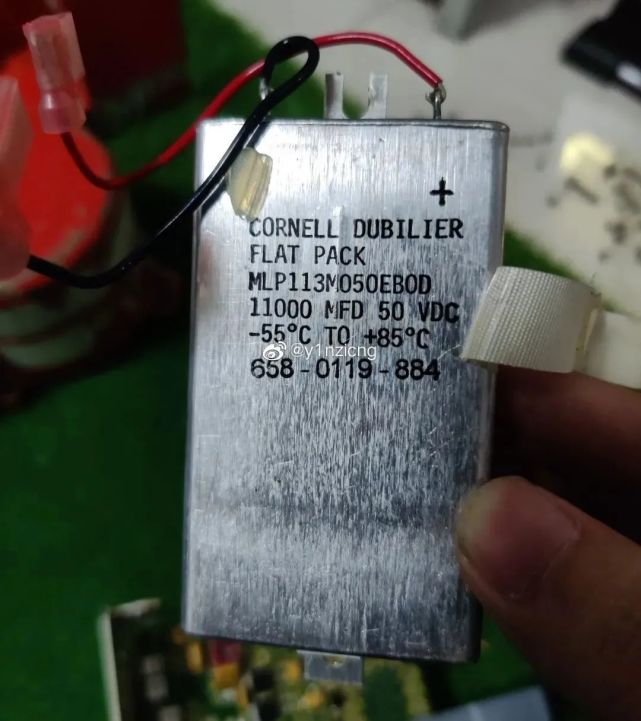 +
CORNELL DUBILIER
FLAT PACK
MLP113M050EB0D
11000 MFD 50 VDC
-55°C TO +85°C
@y1nzicng
658-0119-884